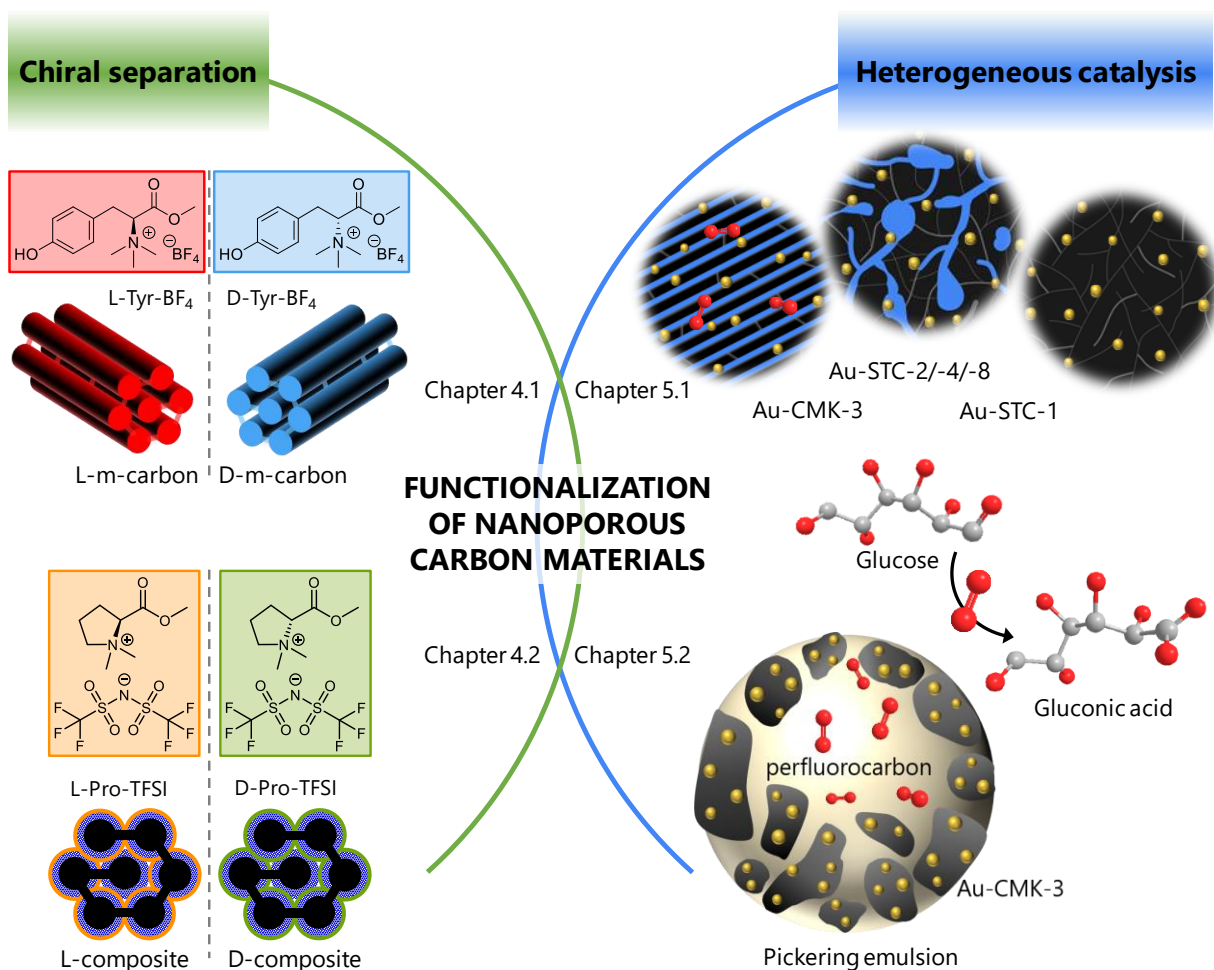 Chiral separation
Heterogeneous catalysis
O
O
HO
N
⊕
⊖
BF4
O
O
HO
N
⊕
⊖
BF4
L-Tyr-BF4
D-Tyr-BF4
L-m-carbon
D-m-carbon
Chapter 4.1
Chapter 5.1
Au-STC-2/-4/-8
Au-CMK-3
Au-STC-1
FUNCTIONALIZATION
OF NANOPOROUS
CARBON MATERIALS
Glucose
Gluconic acid
Chapter 4.2
Chapter 5.2
O
O
N
⊕
⊖
O
N
O
F
S
S
F
F
O
O
F
F
F
O
O
N
⊕
⊖
O
N
O
F
S
S
F
F
O
O
F
F
F
L-Pro-TFSI
D-Pro-TFSI
L-composite
D-composite
perfluorocarbon
Au-CMK-3
Pickering emulsion